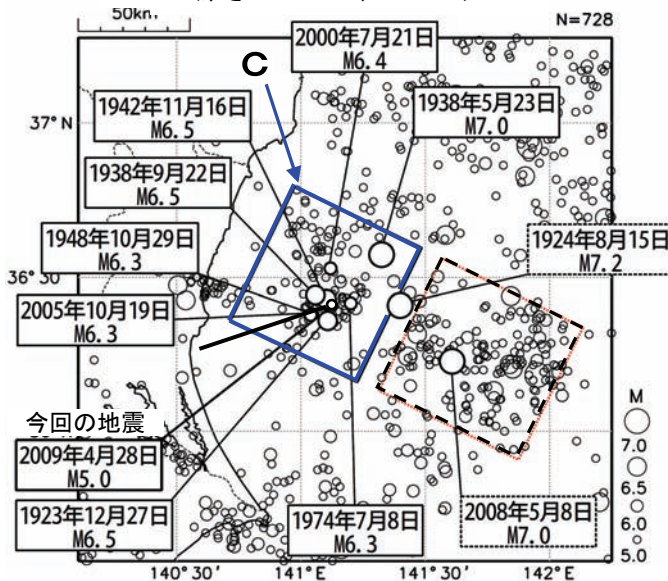 50km
N=728
2000年7月21日
M6.4
C
1942年11月16日
M6.5
1938年5月23日
M7.0
37° N
1938年9月22日
M6.5
1948年10月29日
M6.3
1924年8月15日
M7.2
36° 30'
2005年10月19日
M6.3
今回の地震
M
2009年4月28日
M5.0
7.0
6.5
1923年12月27日
M6.5
1974年7月8日
M6.3
2008年5月8日
M7.0
6.0
5.0
140° 30'
141° E
141° 30'
142°